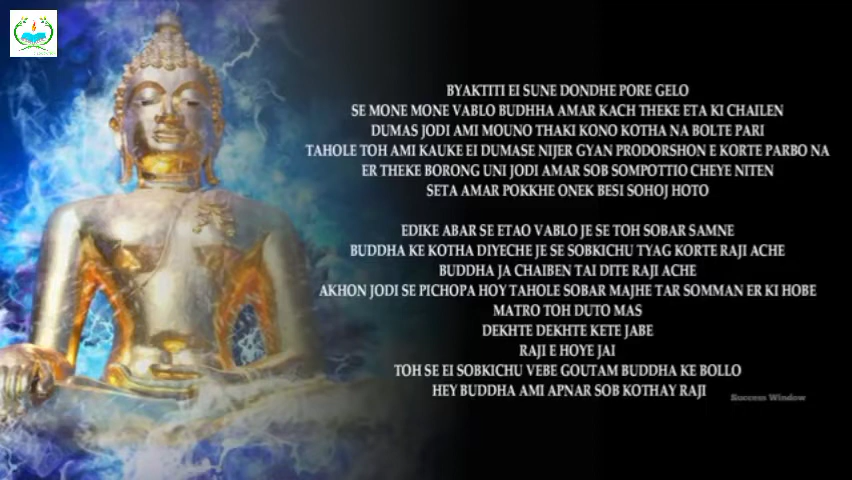 BYAKTITI EI SUNE DONDHE PORE GELO
SE MONE MONE VABLO BUDHHA AMAR KACH THEKE ETA KI CHAILEN
DUMAS JODI AMI MOUNO THAKI KONO KOTHA NA BOLTE PARI
TAHOLE TOH AMI KAUKE EI DUMASE NIJER GYAN PRODORSHON E KORTE PARBO NA
ER THEKE BORONG UNI JODI AMAR SOB SOMPOTTIO CHEYE NITEN
SETA AMAR POKKHE ONEK BESI SOHOJ HOTO
EDIKE ABAR SE ETAO VABLO JE SE TOH SOBAR SAMNE
BUDDHA KE KOTHA DIYECHE JE SE SOBKICHU TYAG KORTE RAJI ACHE
BUDDHA JA CHAIBEN TAI DITE RAJI ACHE
AKHON JODI SE PICHOPA HOY TAHOLE SOBAR MAJHE TAR SOMMAN ER KI HOBE
MATRO TOH DUTO MAS
DEKHTE DEKHTE KETE JABE
RAJI E HOYE JAI
TOH SE EI SOBKICHU VEBE GOUTAM BUDDHA KE BOLLO
HEY BUDDHA AMI APNAR SOB KOTHAY RAJI
Success Window